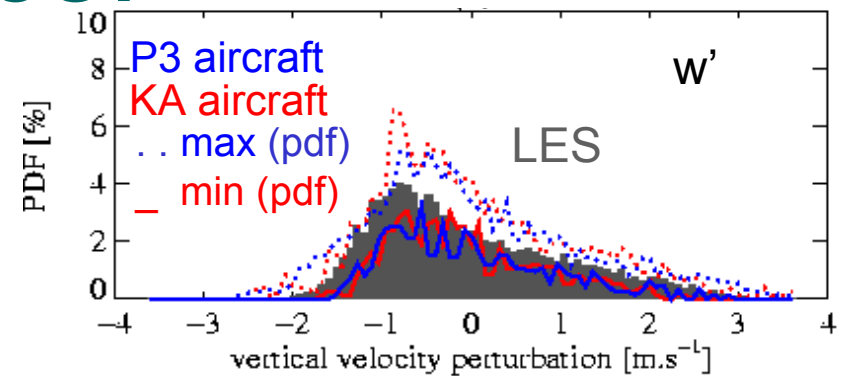 10
P3 aircraft
w'
8
KA aircraft
6
. . max (pdf)
LES
4
_ min (pdf)
2
0
PDF [%]
−4 −3 −2 −1 0 1 2 3 4
vertical velocity perturbation [m.s⁻¹]